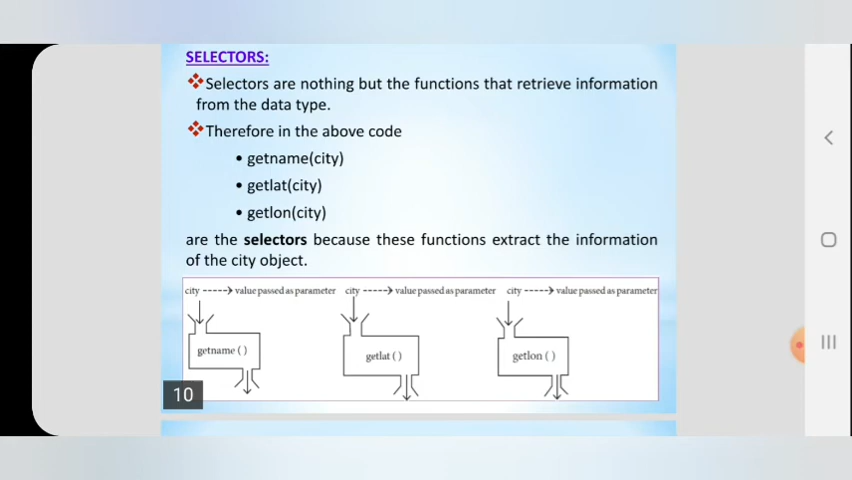 SELECTORS:
Selectors are nothing but the functions that retrieve information
from the data type.
Therefore in the above code
• getname(city)
• getlat(city)
• getlon(city)
are the selectors because these functions extract the information
of the city object.
city -----> value passed as parameter city -----> value passed as parameter city -----> value passed as parameter
getname ( ) getlat ( ) getlon ( )
10